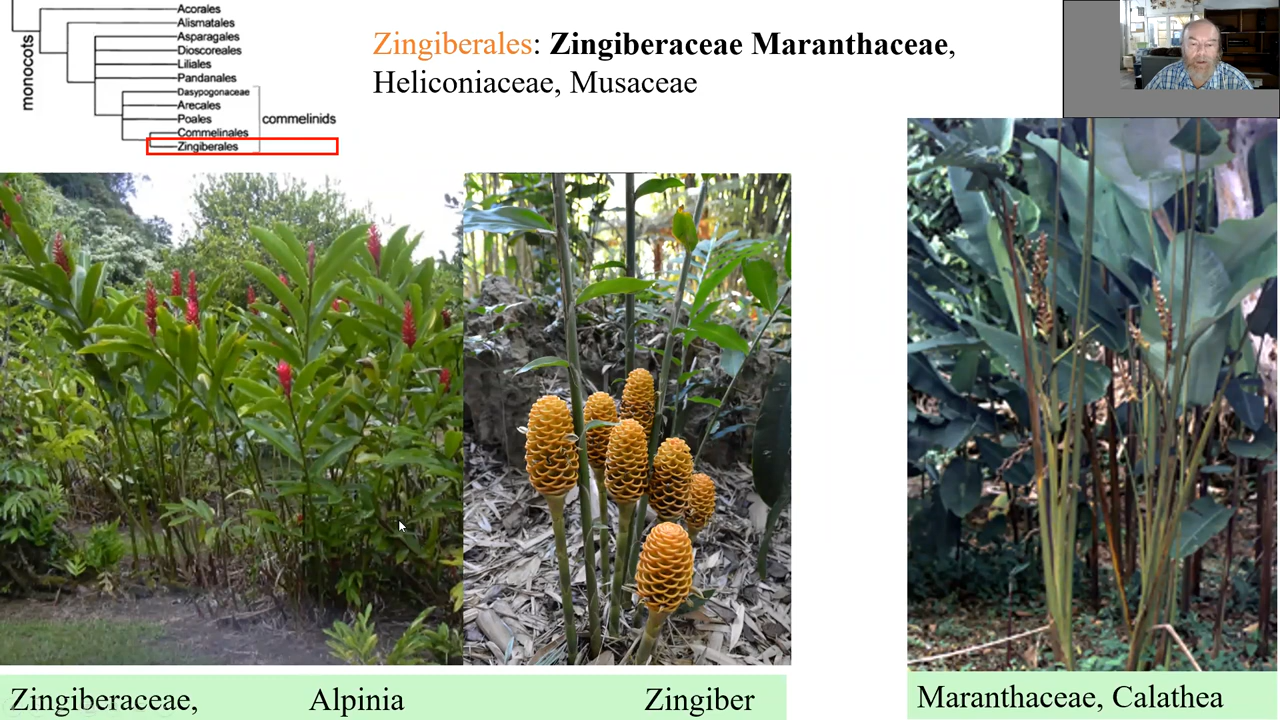 monocots
Acorales
Alismatales
Asparagales
Dioscoreales
Liliales
Pandanales
Dasypogonaceae
Arecales
Poales
Commelinales
Zingiberales
commelinids
Zingiberales: Zingiberaceae Maranthaceae,
Heliconiaceae, Musaceae
Zingiberaceae, Alpinia Zingiber
Maranthaceae, Calathea